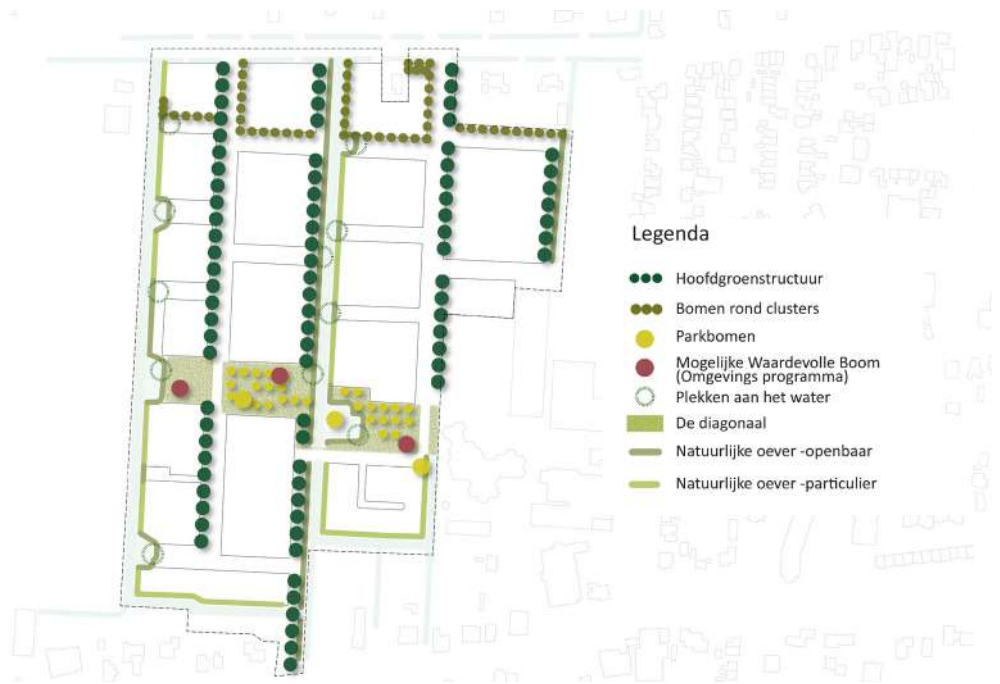 Legenda
Hoofdgroenstructuur
Bomen rond clusters
Parkbomen
Mogelijke Waardevolle Boom
(Omgevings programma)
Plekken aan het water
De diagonaal
Natuurlijke oever -openbaar
Natuurlijke oever -particulier